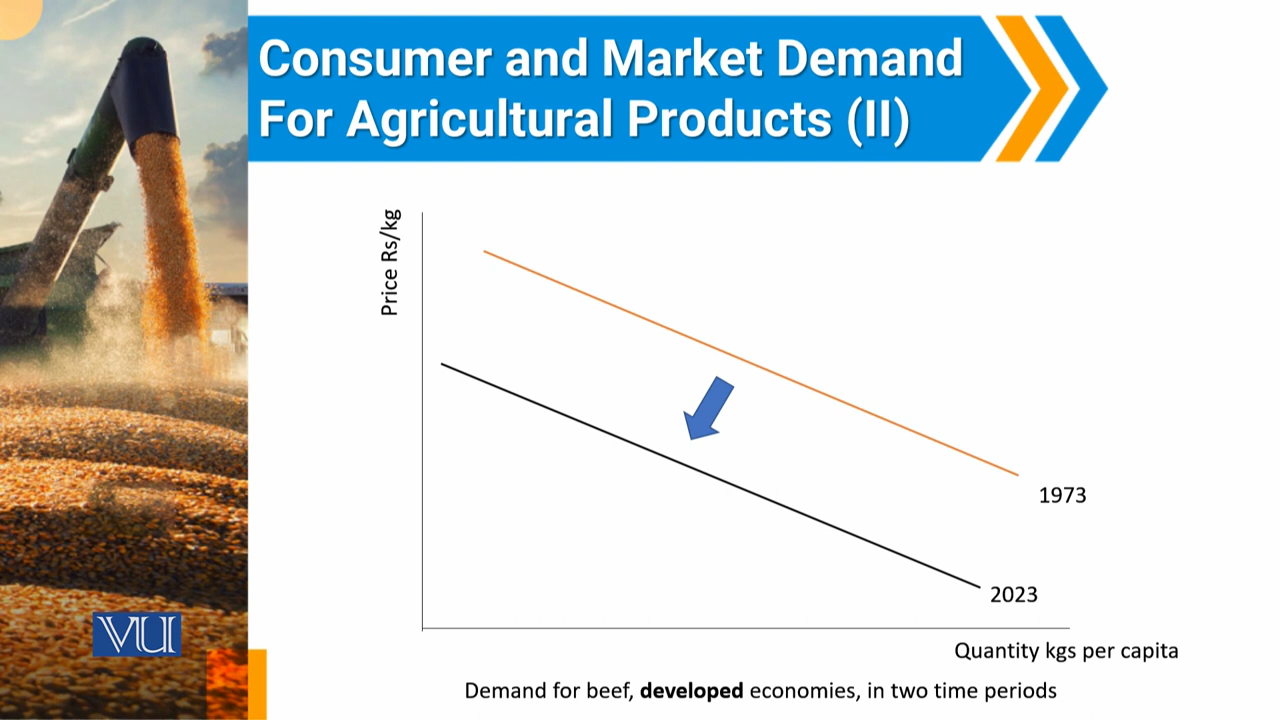 Consumer and Market Demand
For Agricultural Products (II)
Price Rs/kg
1973
2023
Quantity kgs per capita
Demand for beef, developed economies, in two time periods
VU